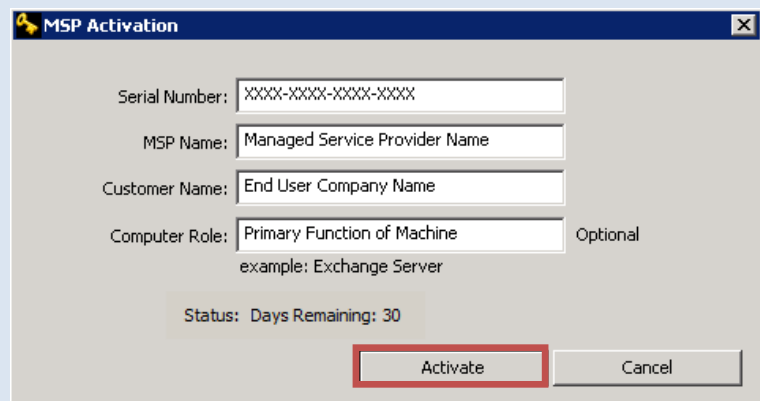 MSP Activation
Serial Number: XXXX-XXXX-XXXX-XXXX
MSP Name: Managed Service Provider Name
Customer Name: End User Company Name
Computer Role: Primary Function of Machine Optional
example: Exchange Server
Status: Days Remaining: 30
Activate Cancel